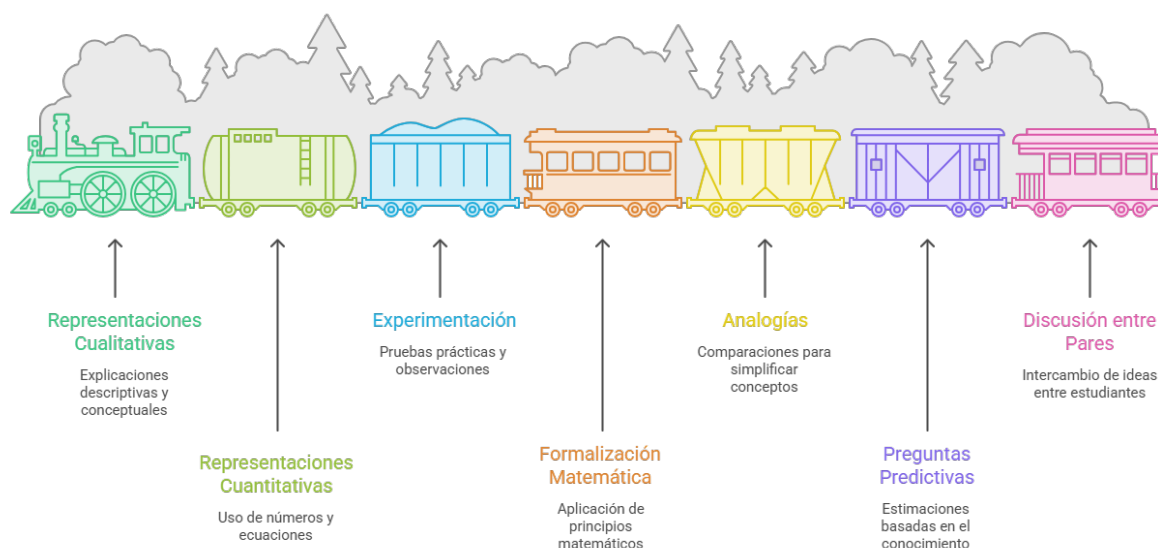 Representaciones
Cualitativas
Explicaciones
descriptivas y
conceptuales
Representaciones
Cuantitativas
Uso de números y
ecuaciones
Experimentación
Pruebas prácticas y
observaciones
Formalización
Matemática
Aplicación de
principios
matemáticos
Analogías
Comparaciones para
simplificar
conceptos
Preguntas
Predictivas
Estimaciones
basadas en el
conocimiento
Discusión entre
Pares
Intercambio de ideas
entre estudiantes